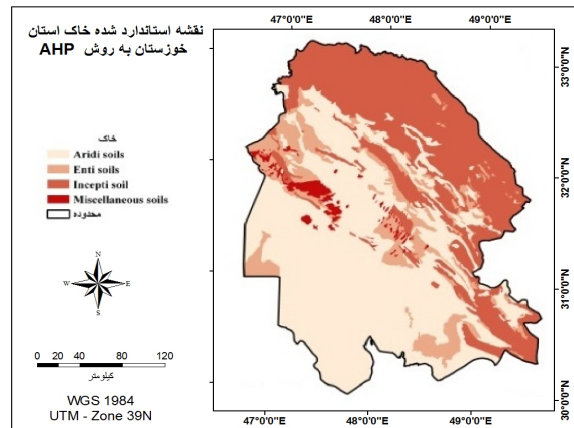 نقشه استاندارد شده خاک استان
خوزستان به روش AHP
خاک
Aridi soils
Enti soils
Incepti soil
Miscellaneous soils
محدوده
N
W E
S
0 20 40 80 120
کیلومتر
WGS 1984
UTM - Zone 39N
47°0'0"E 48°0'0"E 49°0'0"E
33°0'0"N
32°0'0"N
31°0'0"N
30°0'0"N
47°0'0"E 48°0'0"E 49°0'0"E